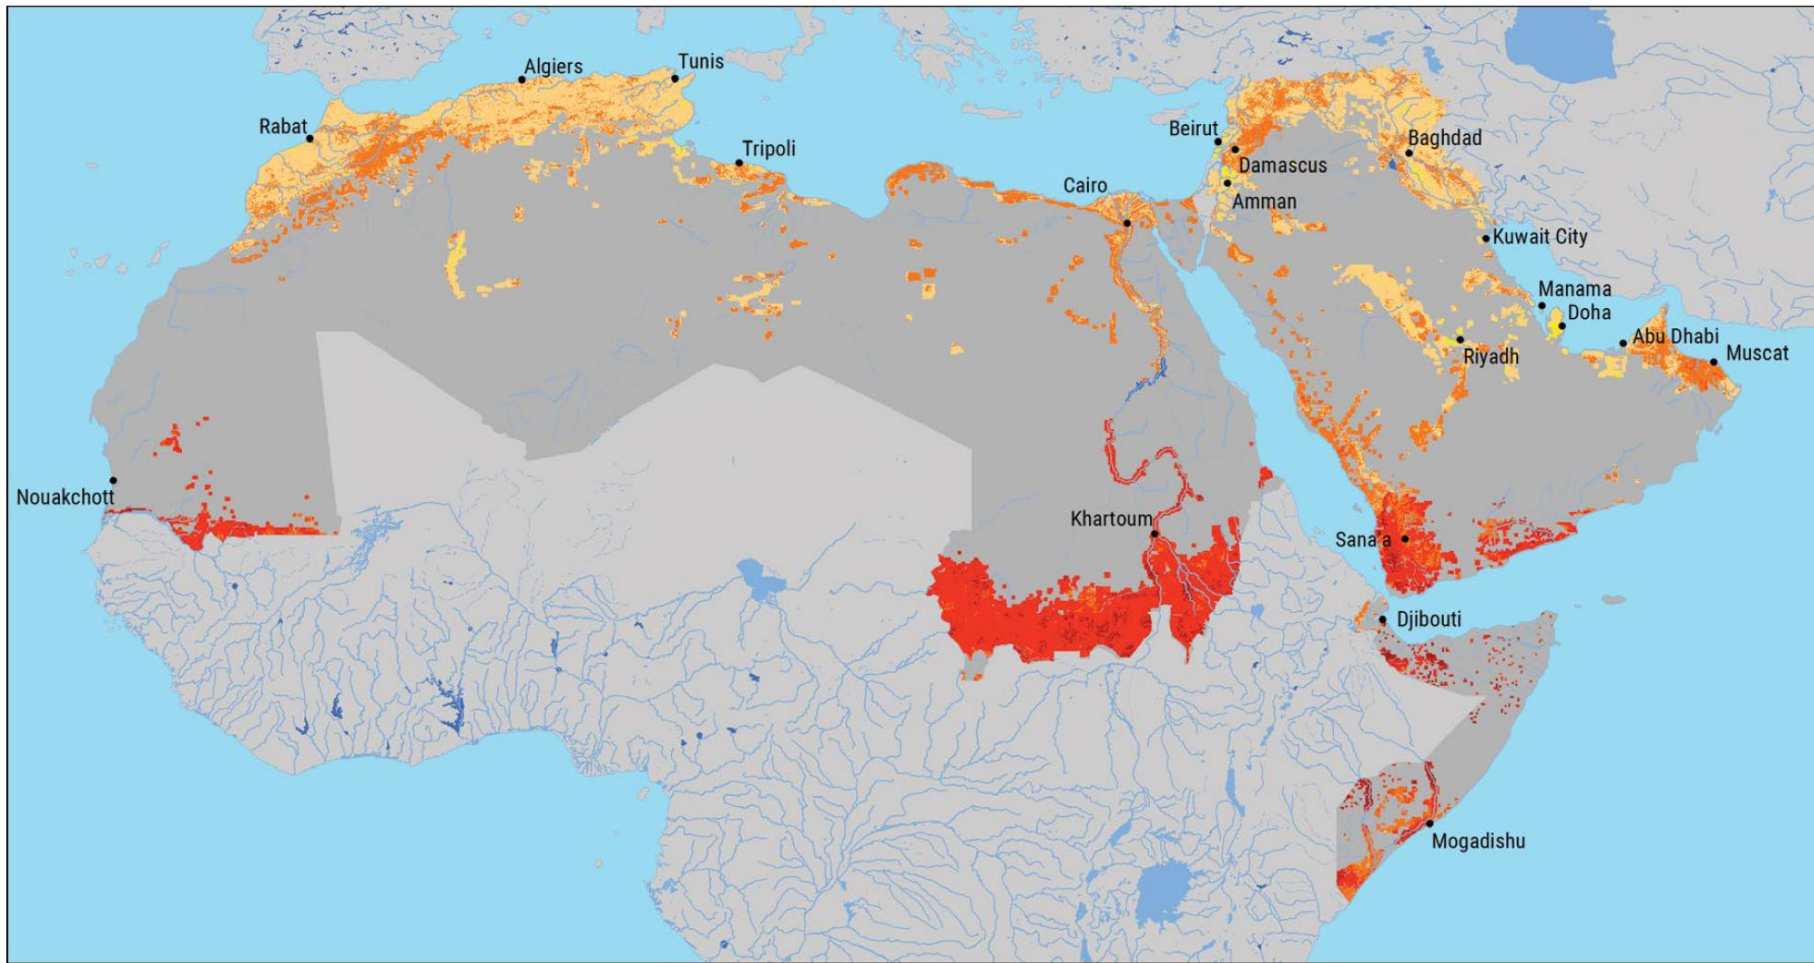 Algiers
Tunis
Rabat
Tripoli
Beirut
Damascus
Baghdad
Cairo
Amman
Kuwait City
Manama
Doha
Abu Dhabi
Riyadh
Muscat
Nouakchott
Khartoum
Sana'a
Djibouti
Mogadishu